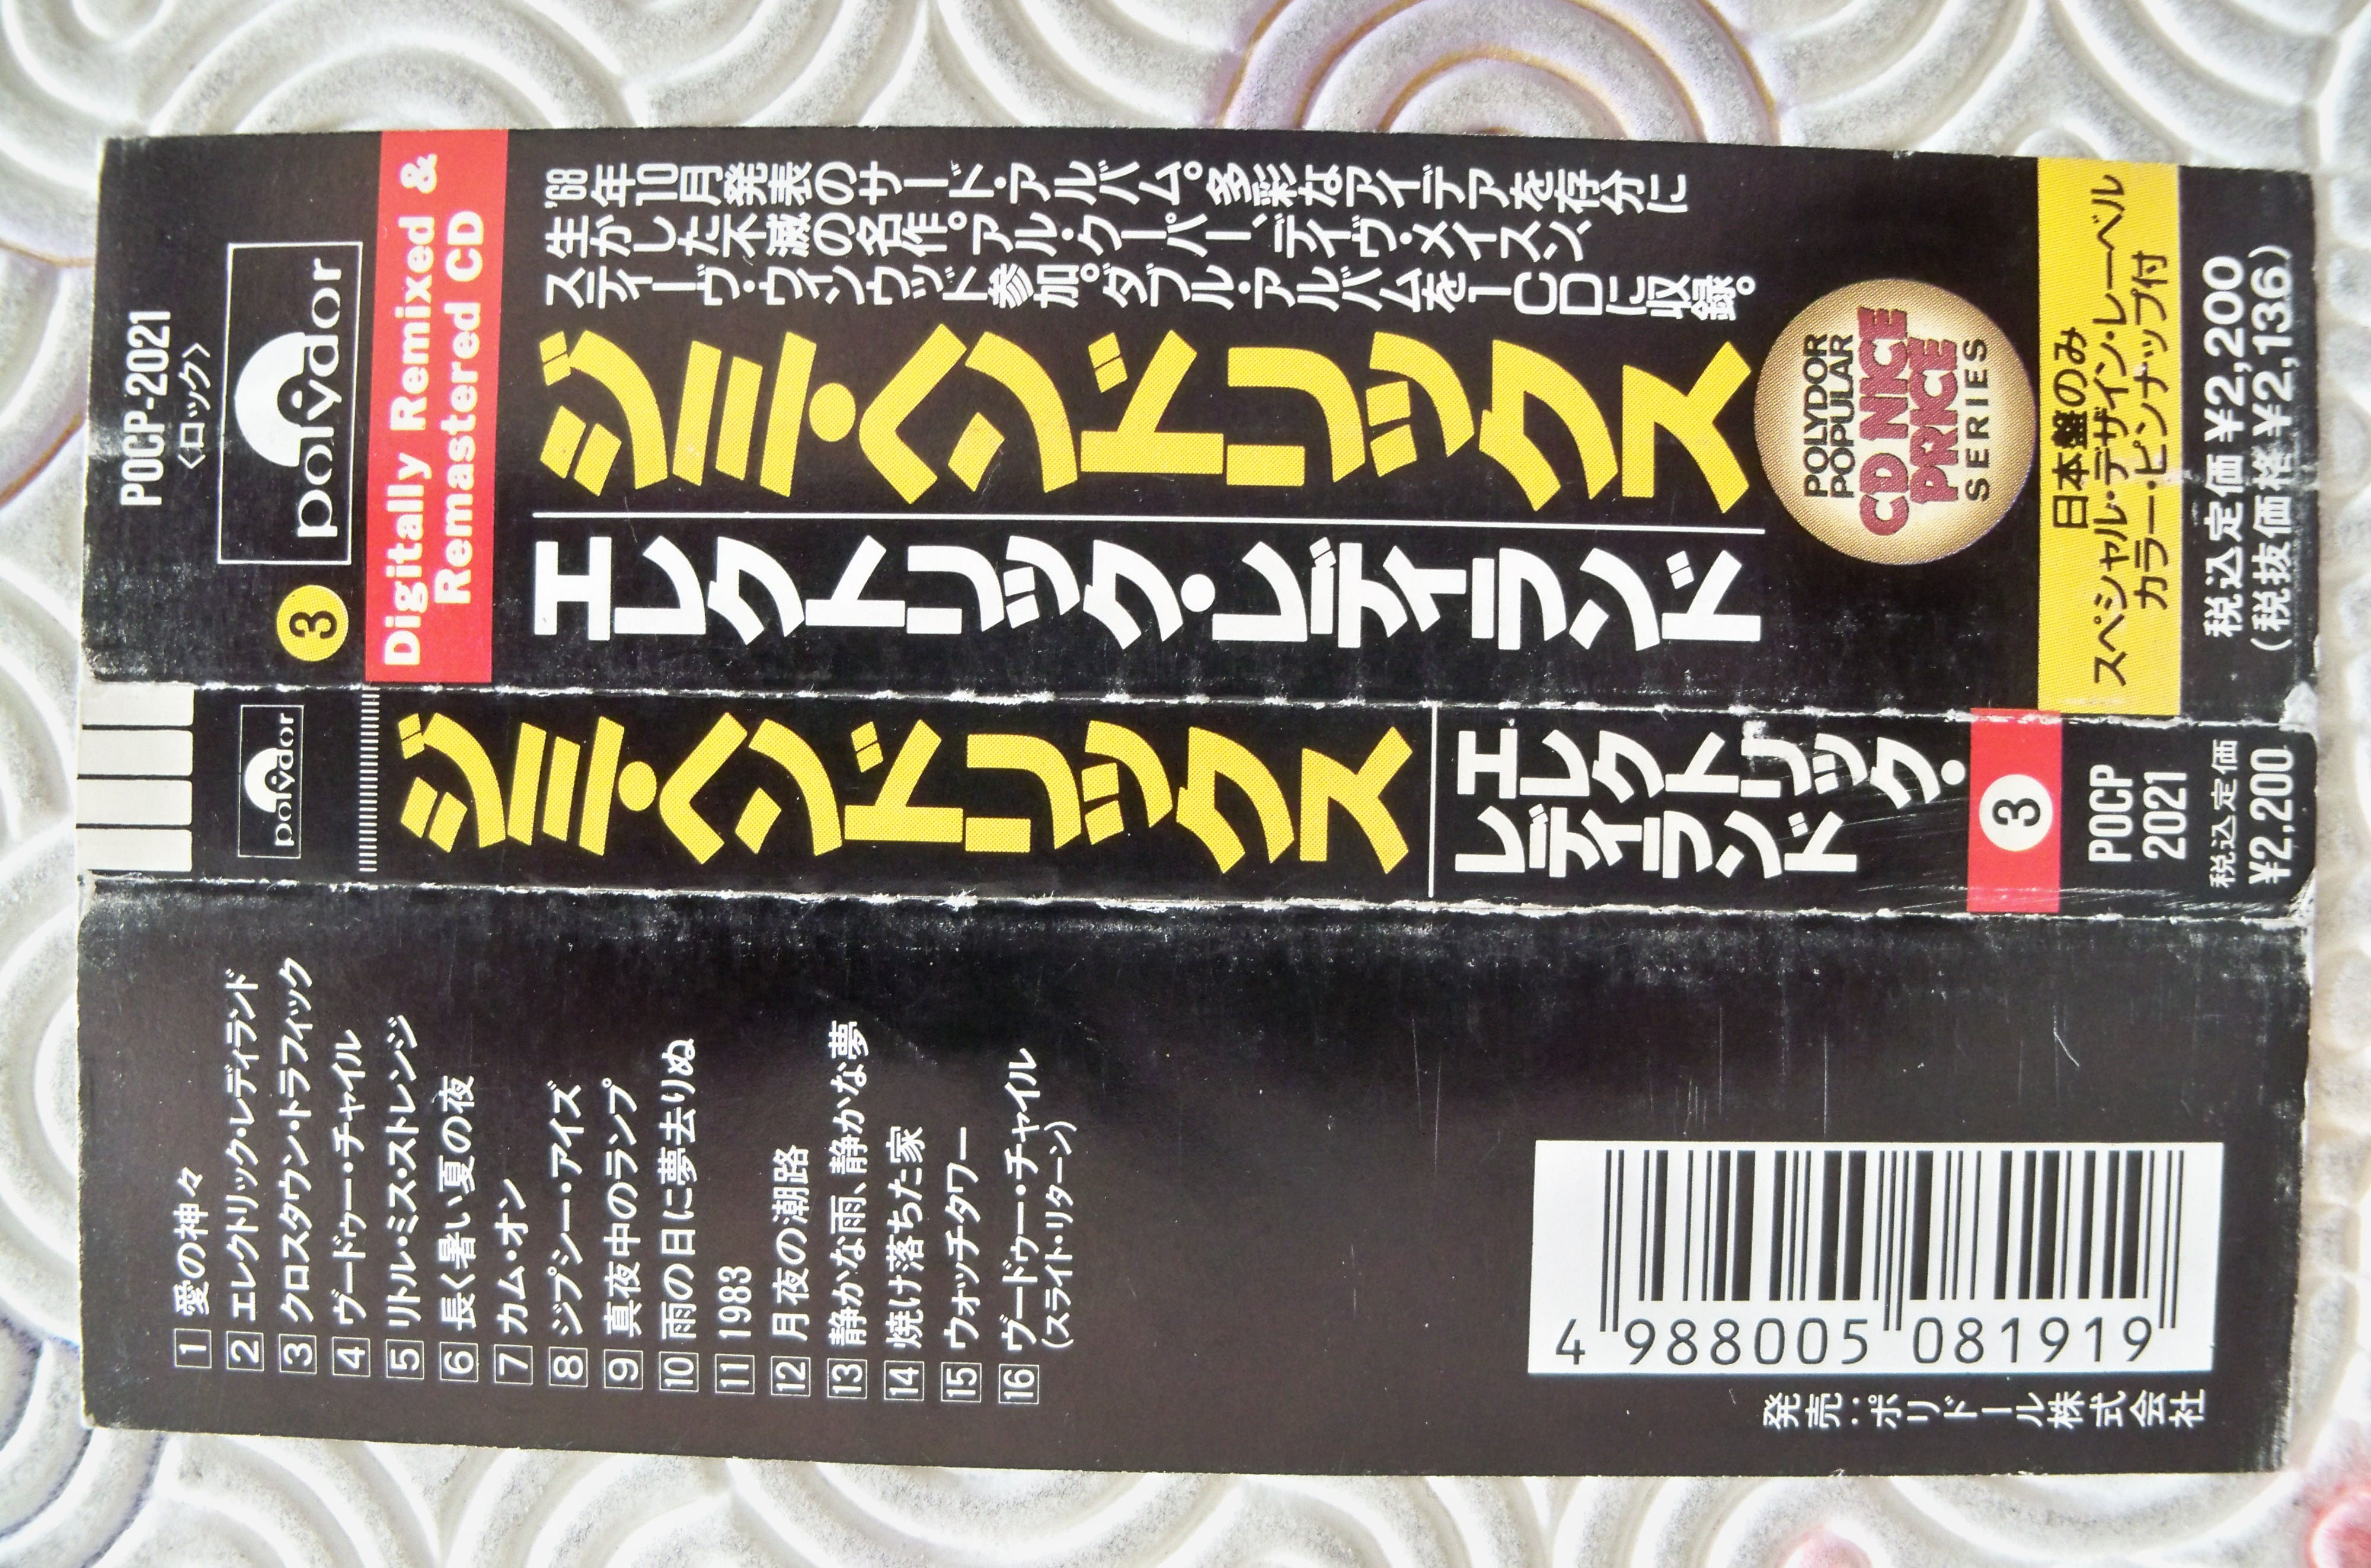 POCP-2021
〈ロック〉
polydor
3
Digitally Remixed &
Remastered CD
'68年10月発表のサード・アルバム。多彩なアイデアを存分に
生かした不滅の名作。アル・クーパー、デイヴ・メイスン、
スティーヴ・ウィンウッド参加。ダブル・アルバムを1CDに収録。
ジミ・ヘンドリックス
エレクトリック・レディランド
POLYDOR
POPULAR
CD NICE
PRICE
SERIES
日本盤のみ
スペシャル・デザイン・レーベル
カラー・ピンナップ付
税込定価¥2,200
(税抜価格¥2,136)
polydor
ジミ・ヘンドリックス
エレクトリック・
レディランド
3
POCP
2021
税込定価
¥2,200
1 愛の神々
2 エレクトリック・レディランド
3 クロスタウン・トラフィック
4 ヴードゥー・チャイル
5 リトル・ミス・ストレンジ
6 長く暑い夏の夜
7 カム・オン
8 ジプシー・アイズ
9 真夜中のランプ
10 雨の日に夢去りぬ
11 1983
12 月夜の潮路
13 静かな雨、静かな夢
14 焼け落ちた家
15 ウォッチタワー
16 ヴードゥー・チャイル
(スライト・リターン)
4 988005 081919
発売：ポリドール株式会社